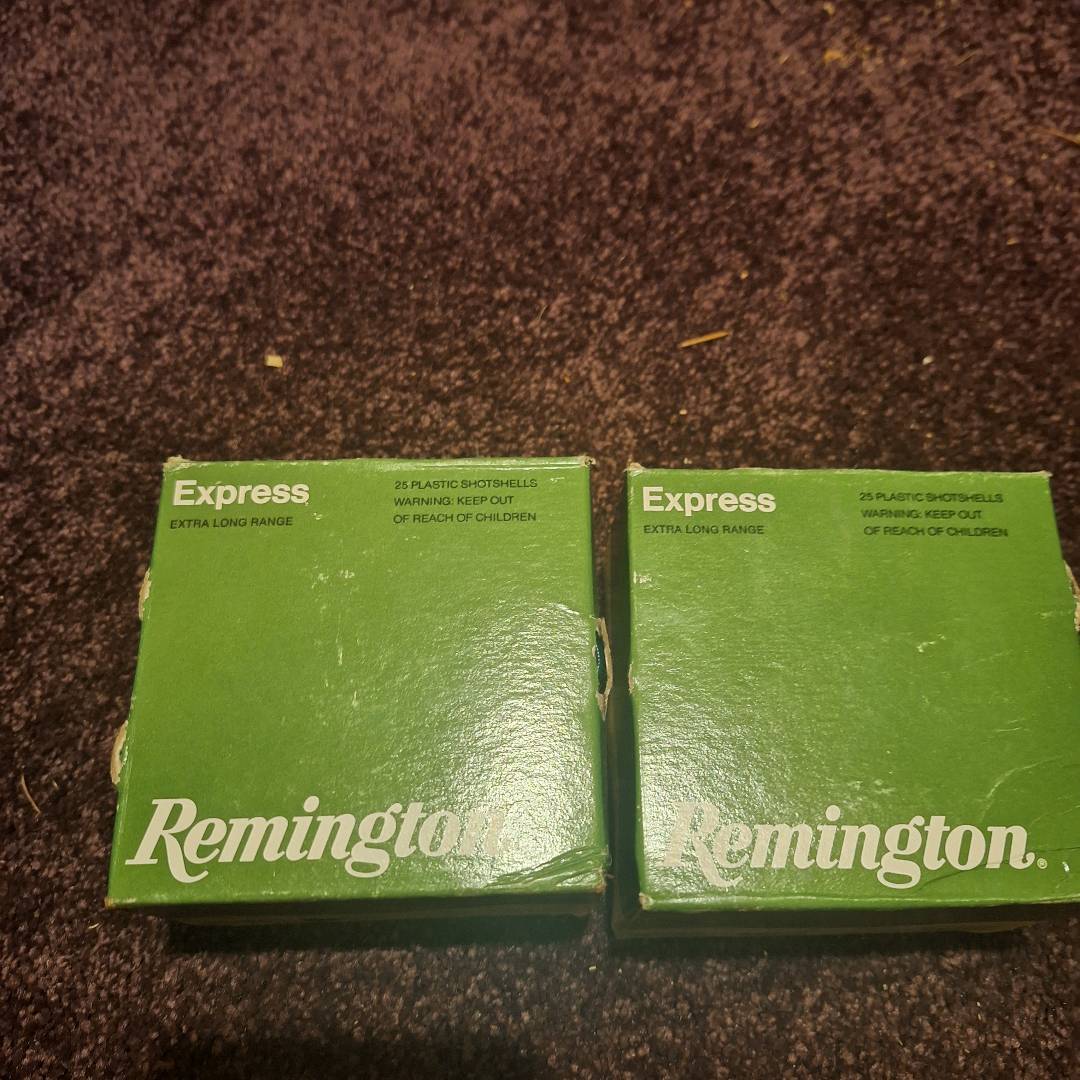 Express
EXTRA LONG RANGE
25 PLASTIC SHOTSHELLS
WARNING: KEEP OUT
OF REACH OF CHILDREN
Remington
Express
EXTRA LONG RANGE
25 PLASTIC SHOTSHELLS
WARNING: KEEP OUT
OF REACH OF CHILDREN
Remington®